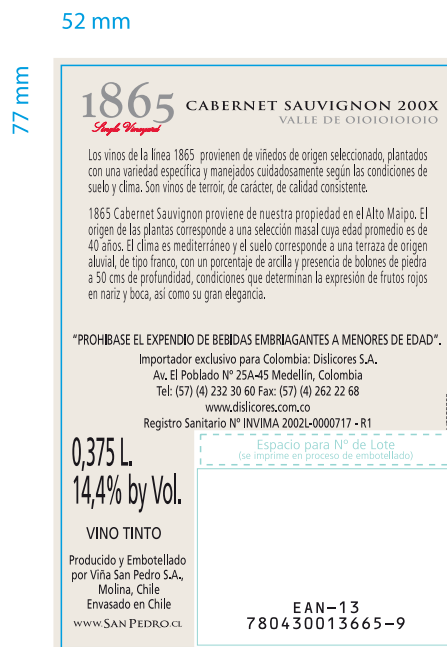 52 mm
77 mm
1865
Single Vineyard
CABERNET SAUVIGNON 200X
VALLE DE OIOIOIOIOIO
Los vinos de la línea 1865 provienen de viñedos de origen seleccionado, plantados
con una variedad específica y manejados cuidadosamente según las condiciones de
suelo y clima. Son vinos de terroir, de carácter, de calidad consistente.
1865 Cabernet Sauvignon proviene de nuestra propiedad en el Alto Maipo. El
origen de las plantas corresponde a una selección masal cuya edad promedio es de
40 años. El clima es mediterráneo y el suelo corresponde a una terraza de origen
aluvial, de tipo franco, con un porcentaje de arcilla y presencia de bolones de piedra
a 50 cms de profundidad, condiciones que determinan la expresión de frutos rojos
en nariz y boca, así como su gran elegancia.
"PROHIBASE EL EXPENDIO DE BEBIDAS EMBRIAGANTES A MENORES DE EDAD".
Importador exclusivo para Colombia: Dislicores S.A.
Av. El Poblado Nº 25A-45 Medellín, Colombia
Tel: (57) (4) 232 30 60 Fax: (57) (4) 262 22 68
www.dislicores.com.co
Registro Sanitario Nº INVIMA 2002L-0000717 - R1
Espacio para Nº de Lote
(se imprime en proceso de embotellado)
0,375 L.
14,4% by Vol.
VINO TINTO
Producido y Embotellado
por Viña San Pedro S.A.,
Molina, Chile
Envasado en Chile
WWW.SANPEDRO.CL
EAN-13
780430013665-9